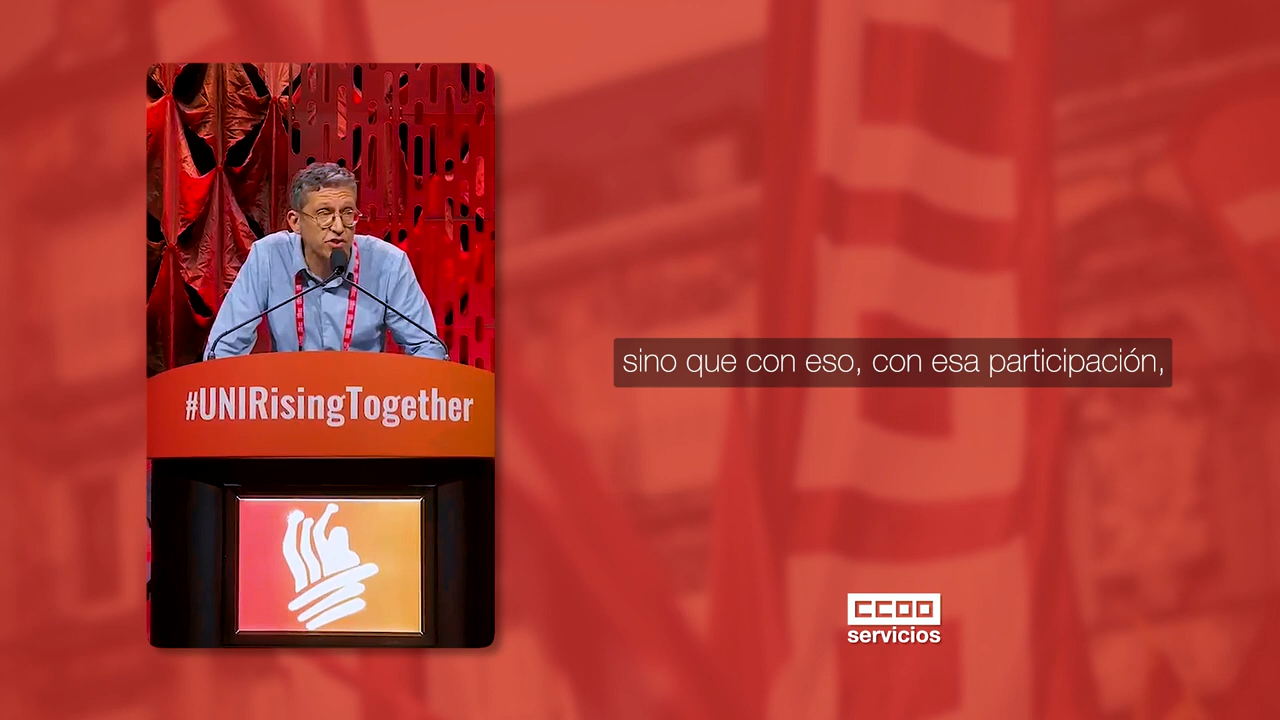 #UNIRisingTogether
sino que con eso, con esa participación,
CCOO
servicios